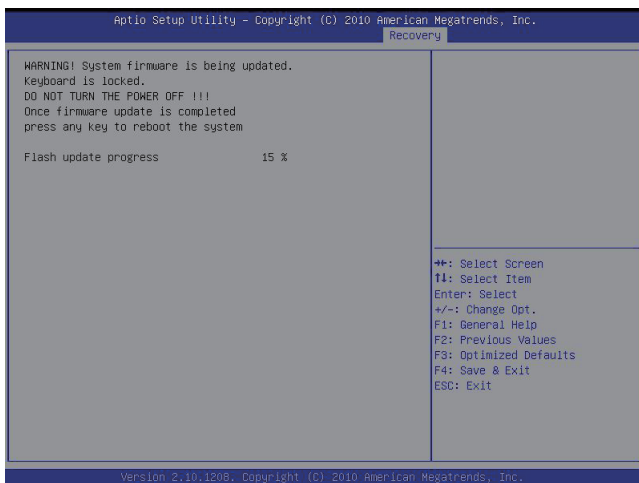 Aptio Setup Utility – Copyright (C) 2010 American Megatrends, Inc.
Recovery
WARNING! System firmware is being updated.
Keyboard is locked.
DO NOT TURN THE POWER OFF !!!
Once firmware update is completed
press any key to reboot the system
Flash update progress 15 %
→←: Select Screen
↑↓: Select Item
Enter: Select
+/-: Change Opt.
F1: General Help
F2: Previous Values
F3: Optimized Defaults
F4: Save & Exit
ESC: Exit
Version 2.10.1208. Copyright (C) 2010 American Megatrends, Inc.